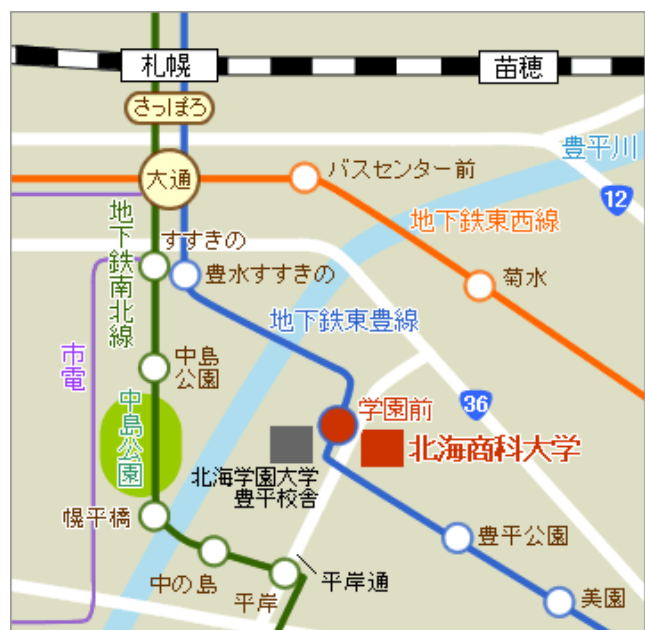 札幌
苗穂
さっぽろ
豊平川
大通
バスセンター前
12
地下鉄東西線
地下鉄南北線
すすきの
豊水すすきの
菊水
地下鉄東豊線
市電
中島
公園
36
中島公園
学園前
北海商科大学
北海学園大学
豊平校舎
幌平橋
豊平公園
中の島
平岸通
平岸
美園